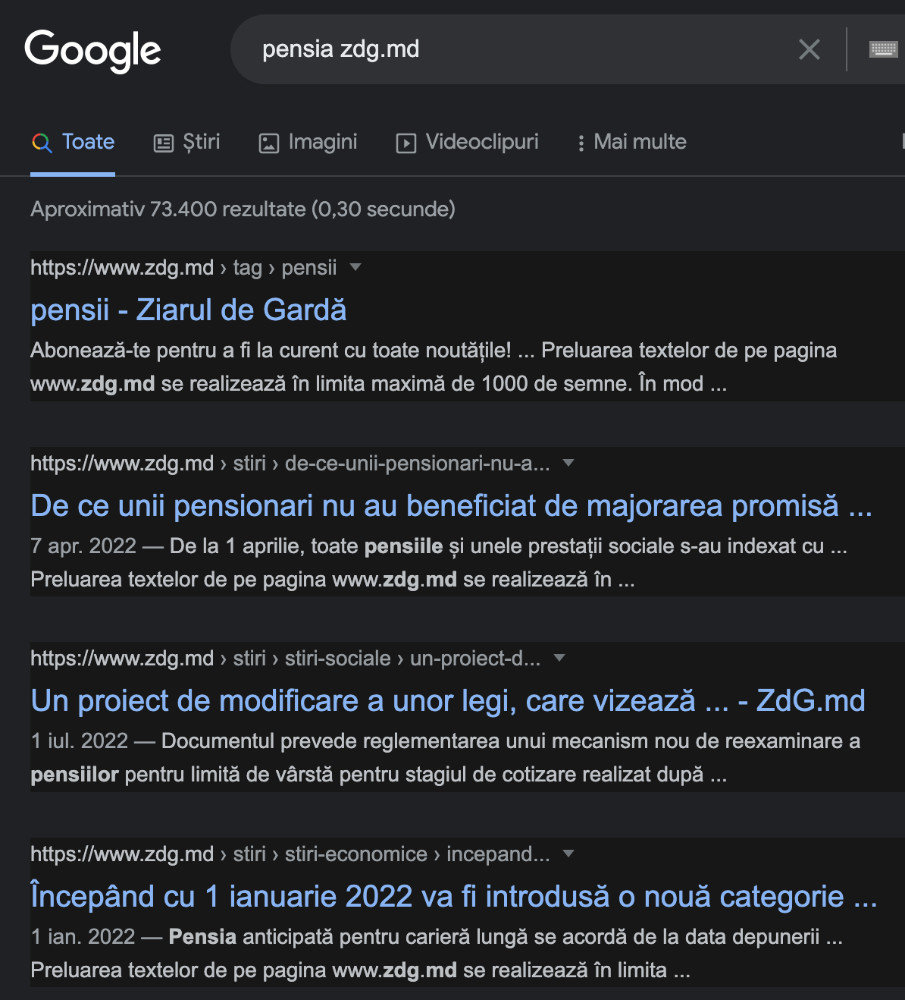 Google
pensia zdg.md
Toate Știri Imagini Videoclipuri Mai multe
Aproximativ 73.400 rezultate (0,30 secunde)
https://www.zdg.md › tag › pensii
pensii - Ziarul de Gardă
Abonează-te pentru a fi la curent cu toate noutățile! ... Preluarea textelor de pe pagina
www.zdg.md se realizează în limita maximă de 1000 de semne. În mod ...
https://www.zdg.md › stiri › de-ce-unii-pensionari-nu-a...
De ce unii pensionari nu au beneficiat de majorarea promisă ...
7 apr. 2022 — De la 1 aprilie, toate pensiile și unele prestații sociale s-au indexat cu ...
Preluarea textelor de pe pagina www.zdg.md se realizează în ...
https://www.zdg.md › stiri › stiri-sociale › un-proiect-d...
Un proiect de modificare a unor legi, care vizează ... - ZdG.md
1 iul. 2022 — Documentul prevede reglementarea unui mecanism nou de reexaminare a
pensiilor pentru limită de vârstă pentru stagiul de cotizare realizat după ...
https://www.zdg.md › stiri › stiri-economice › incepand...
Începând cu 1 ianuarie 2022 va fi introdusă o nouă categorie ...
1 ian. 2022 — Pensia anticipată pentru carieră lungă se acordă de la data depunerii ...
Preluarea textelor de pe pagina www.zdg.md se realizează în limita ...